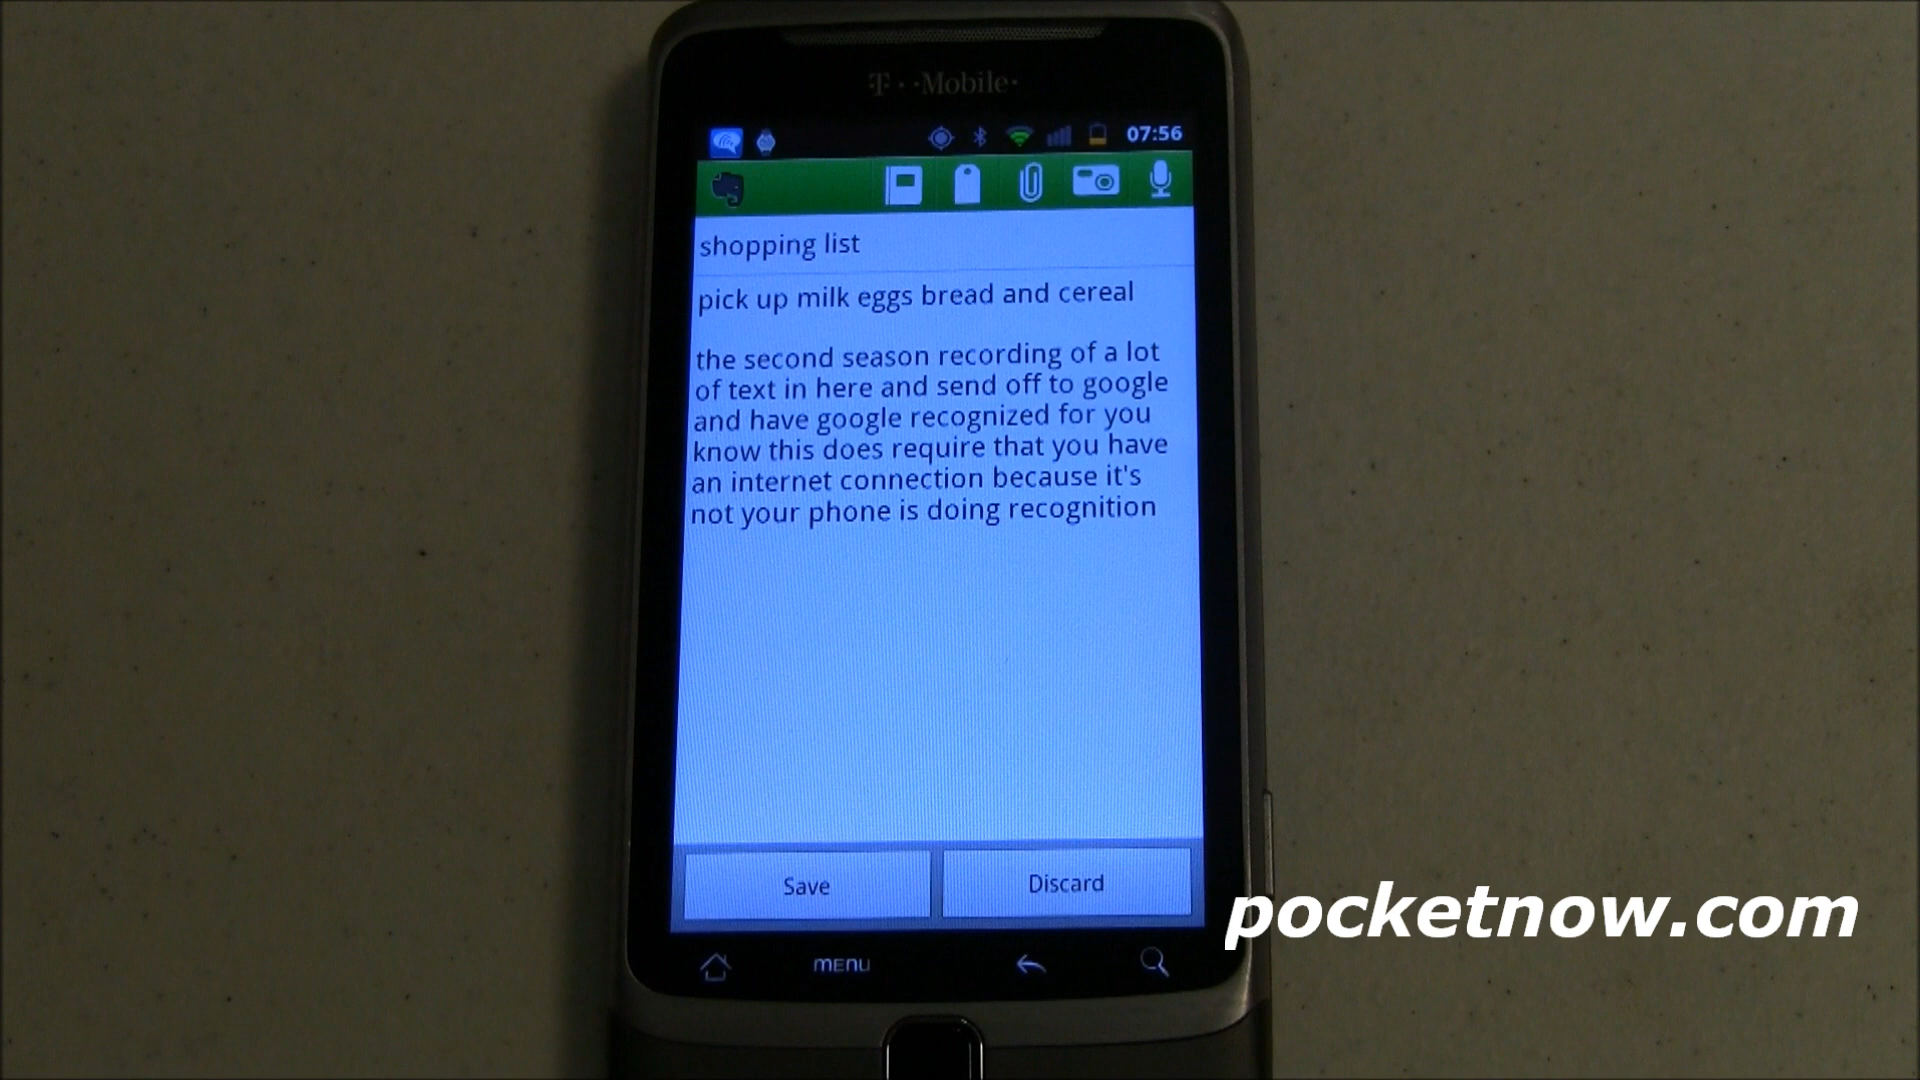 T··Mobile·
07:56
shopping list
pick up milk eggs bread and cereal
the second season recording of a lot
of text in here and send off to google
and have google recognized for you
know this does require that you have
an internet connection because it's
not your phone is doing recognition
Save
Discard
pocketnow.com
MENU